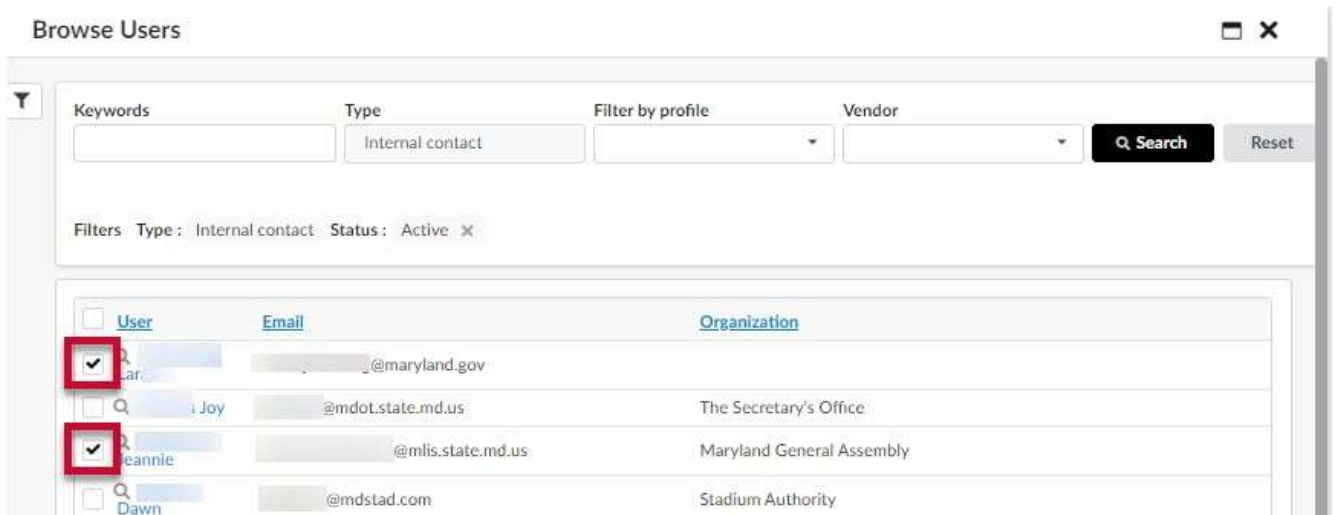 Browse Users
Keywords Type Filter by profile Vendor
Internal contact Search Reset
Filters Type : Internal contact Status : Active
User Email Organization
@maryland.gov
Joy @mdot.state.md.us The Secretary's Office
Jeannie @mlis.state.md.us Maryland General Assembly
Dawn @mdstad.com Stadium Authority